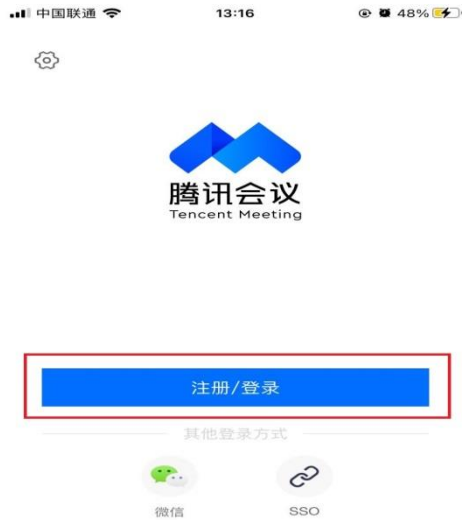 中国联通 13:16 48%
腾讯会议
Tencent Meeting
注册/登录
其他登录方式
微信 SSO